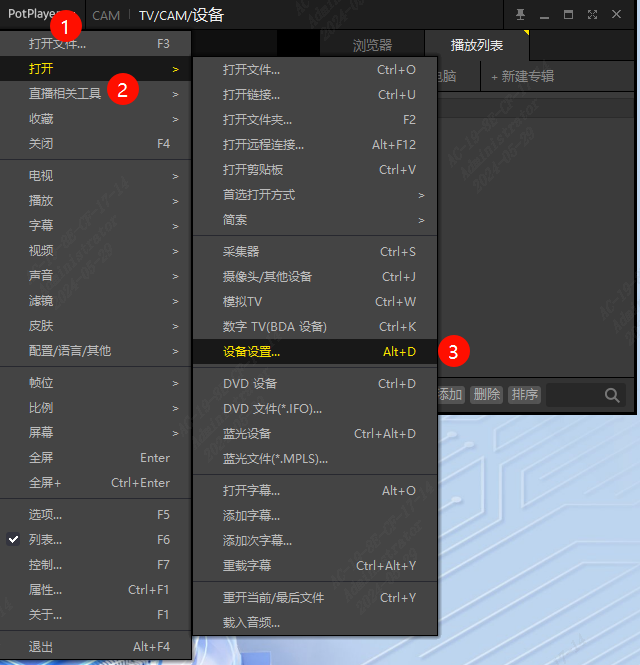 PotPlayer
CAM
TV/CAM/设备
1
打开文件... F3
打开 >
2
直播相关工具 >
收藏 >
关闭 F4
电视 >
播放 >
字幕 >
视频 >
声音 >
滤镜 >
皮肤 >
配置/语言/其他 >
帧位 >
比例 >
屏幕 >
全屏 Enter
全屏+ Ctrl+Enter
选项... F5
列表... F6
控制... F7
属性... Ctrl+F1
关于... F1
退出 Alt+F4
打开文件... Ctrl+O
打开链接... Ctrl+U
打开文件夹... F2
打开远程连接... Alt+F12
打开剪贴板 Ctrl+V
首选打开方式 >
简索 >
采集器 Ctrl+S
摄像头/其他设备 Ctrl+J
模拟TV Ctrl+W
数字 TV(BDA 设备) Ctrl+K
设备设置... Alt+D
3
DVD 设备 Ctrl+D
DVD 文件(*.IFO)...
蓝光设备 Ctrl+Alt+D
蓝光文件(*.MPLS)...
打开字幕... Alt+O
添加字幕...
添加次字幕...
重载字幕 Ctrl+Alt+Y
重开当前/最后文件 Ctrl+Y
载入音频...
浏览器
播放列表
电脑
+ 新建专辑
添加
删除
排序